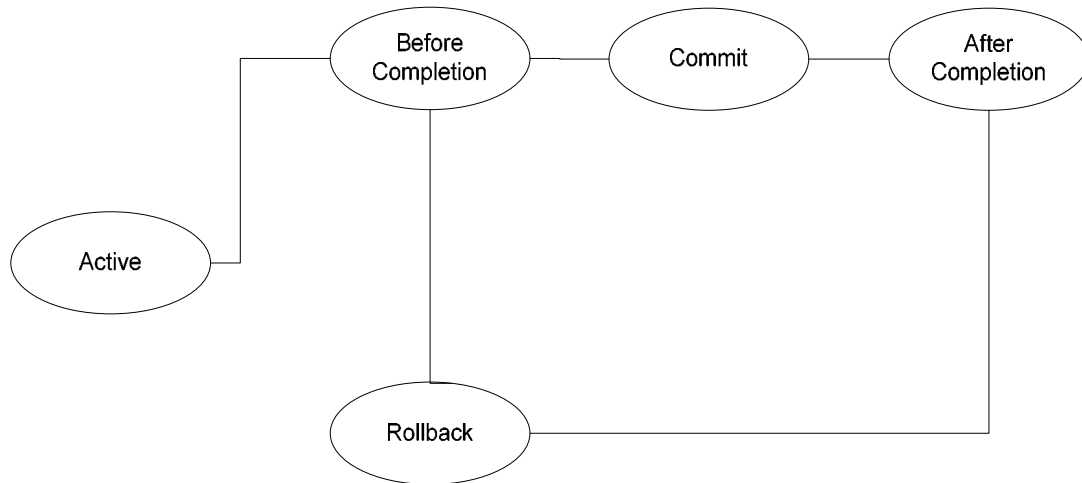 Before
Completion
Commit
After
Completion
Active
Rollback